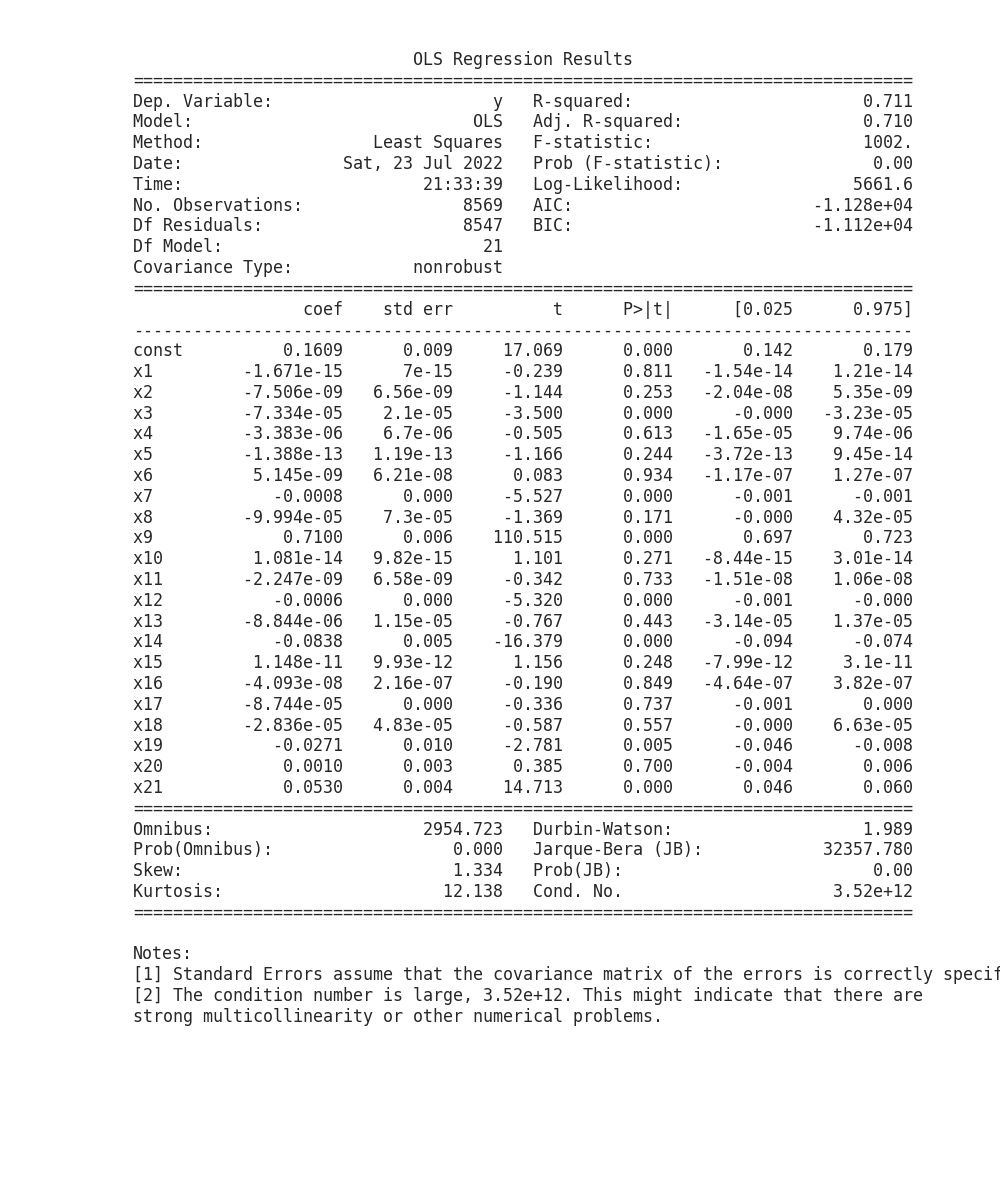 OLS Regression Results
==============================================================================
Dep. Variable:                      y   R-squared:                       0.711
Model:                            OLS   Adj. R-squared:                  0.710
Method:                 Least Squares   F-statistic:                     1002.
Date:                Sat, 23 Jul 2022   Prob (F-statistic):               0.00
Time:                        21:33:39   Log-Likelihood:                 5661.6
No. Observations:                8569   AIC:                        -1.128e+04
Df Residuals:                    8547   BIC:                        -1.112e+04
Df Model:                          21
Covariance Type:            nonrobust
==============================================================================
                 coef    std err          t      P>|t|      [0.025      0.975]
------------------------------------------------------------------------------
const          0.1609      0.009     17.069      0.000       0.142       0.179
x1         -1.671e-15      7e-15     -0.239      0.811   -1.54e-14    1.21e-14
x2         -7.506e-09   6.56e-09     -1.144      0.253   -2.04e-08    5.35e-09
x3         -7.334e-05    2.1e-05     -3.500      0.000      -0.000   -3.23e-05
x4         -3.383e-06    6.7e-06     -0.505      0.613   -1.65e-05    9.74e-06
x5         -1.388e-13   1.19e-13     -1.166      0.244   -3.72e-13    9.45e-14
x6          5.145e-09   6.21e-08      0.083      0.934   -1.17e-07    1.27e-07
x7            -0.0008      0.000     -5.527      0.000      -0.001      -0.001
x8         -9.994e-05    7.3e-05     -1.369      0.171      -0.000    4.32e-05
x9             0.7100      0.006    110.515      0.000       0.697       0.723
x10         1.081e-14   9.82e-15      1.101      0.271   -8.44e-15    3.01e-14
x11        -2.247e-09   6.58e-09     -0.342      0.733   -1.51e-08    1.06e-08
x12           -0.0006      0.000     -5.320      0.000      -0.001      -0.000
x13        -8.844e-06   1.15e-05     -0.767      0.443   -3.14e-05    1.37e-05
x14           -0.0838      0.005    -16.379      0.000      -0.094      -0.074
x15         1.148e-11   9.93e-12      1.156      0.248   -7.99e-12     3.1e-11
x16        -4.093e-08   2.16e-07     -0.190      0.849   -4.64e-07    3.82e-07
x17        -8.744e-05      0.000     -0.336      0.737      -0.001       0.000
x18        -2.836e-05   4.83e-05     -0.587      0.557      -0.000    6.63e-05
x19           -0.0271      0.010     -2.781      0.005      -0.046      -0.008
x20            0.0010      0.003      0.385      0.700      -0.004       0.006
x21            0.0530      0.004     14.713      0.000       0.046       0.060
==============================================================================
Omnibus:                     2954.723   Durbin-Watson:                   1.989
Prob(Omnibus):                  0.000   Jarque-Bera (JB):            32357.780
Skew:                           1.334   Prob(JB):                         0.00
Kurtosis:                      12.138   Cond. No.                     3.52e+12
==============================================================================
Notes:
[1] Standard Errors assume that the covariance matrix of the errors is correctly specif
[2] The condition number is large, 3.52e+12. This might indicate that there are
strong multicollinearity or other numerical problems.